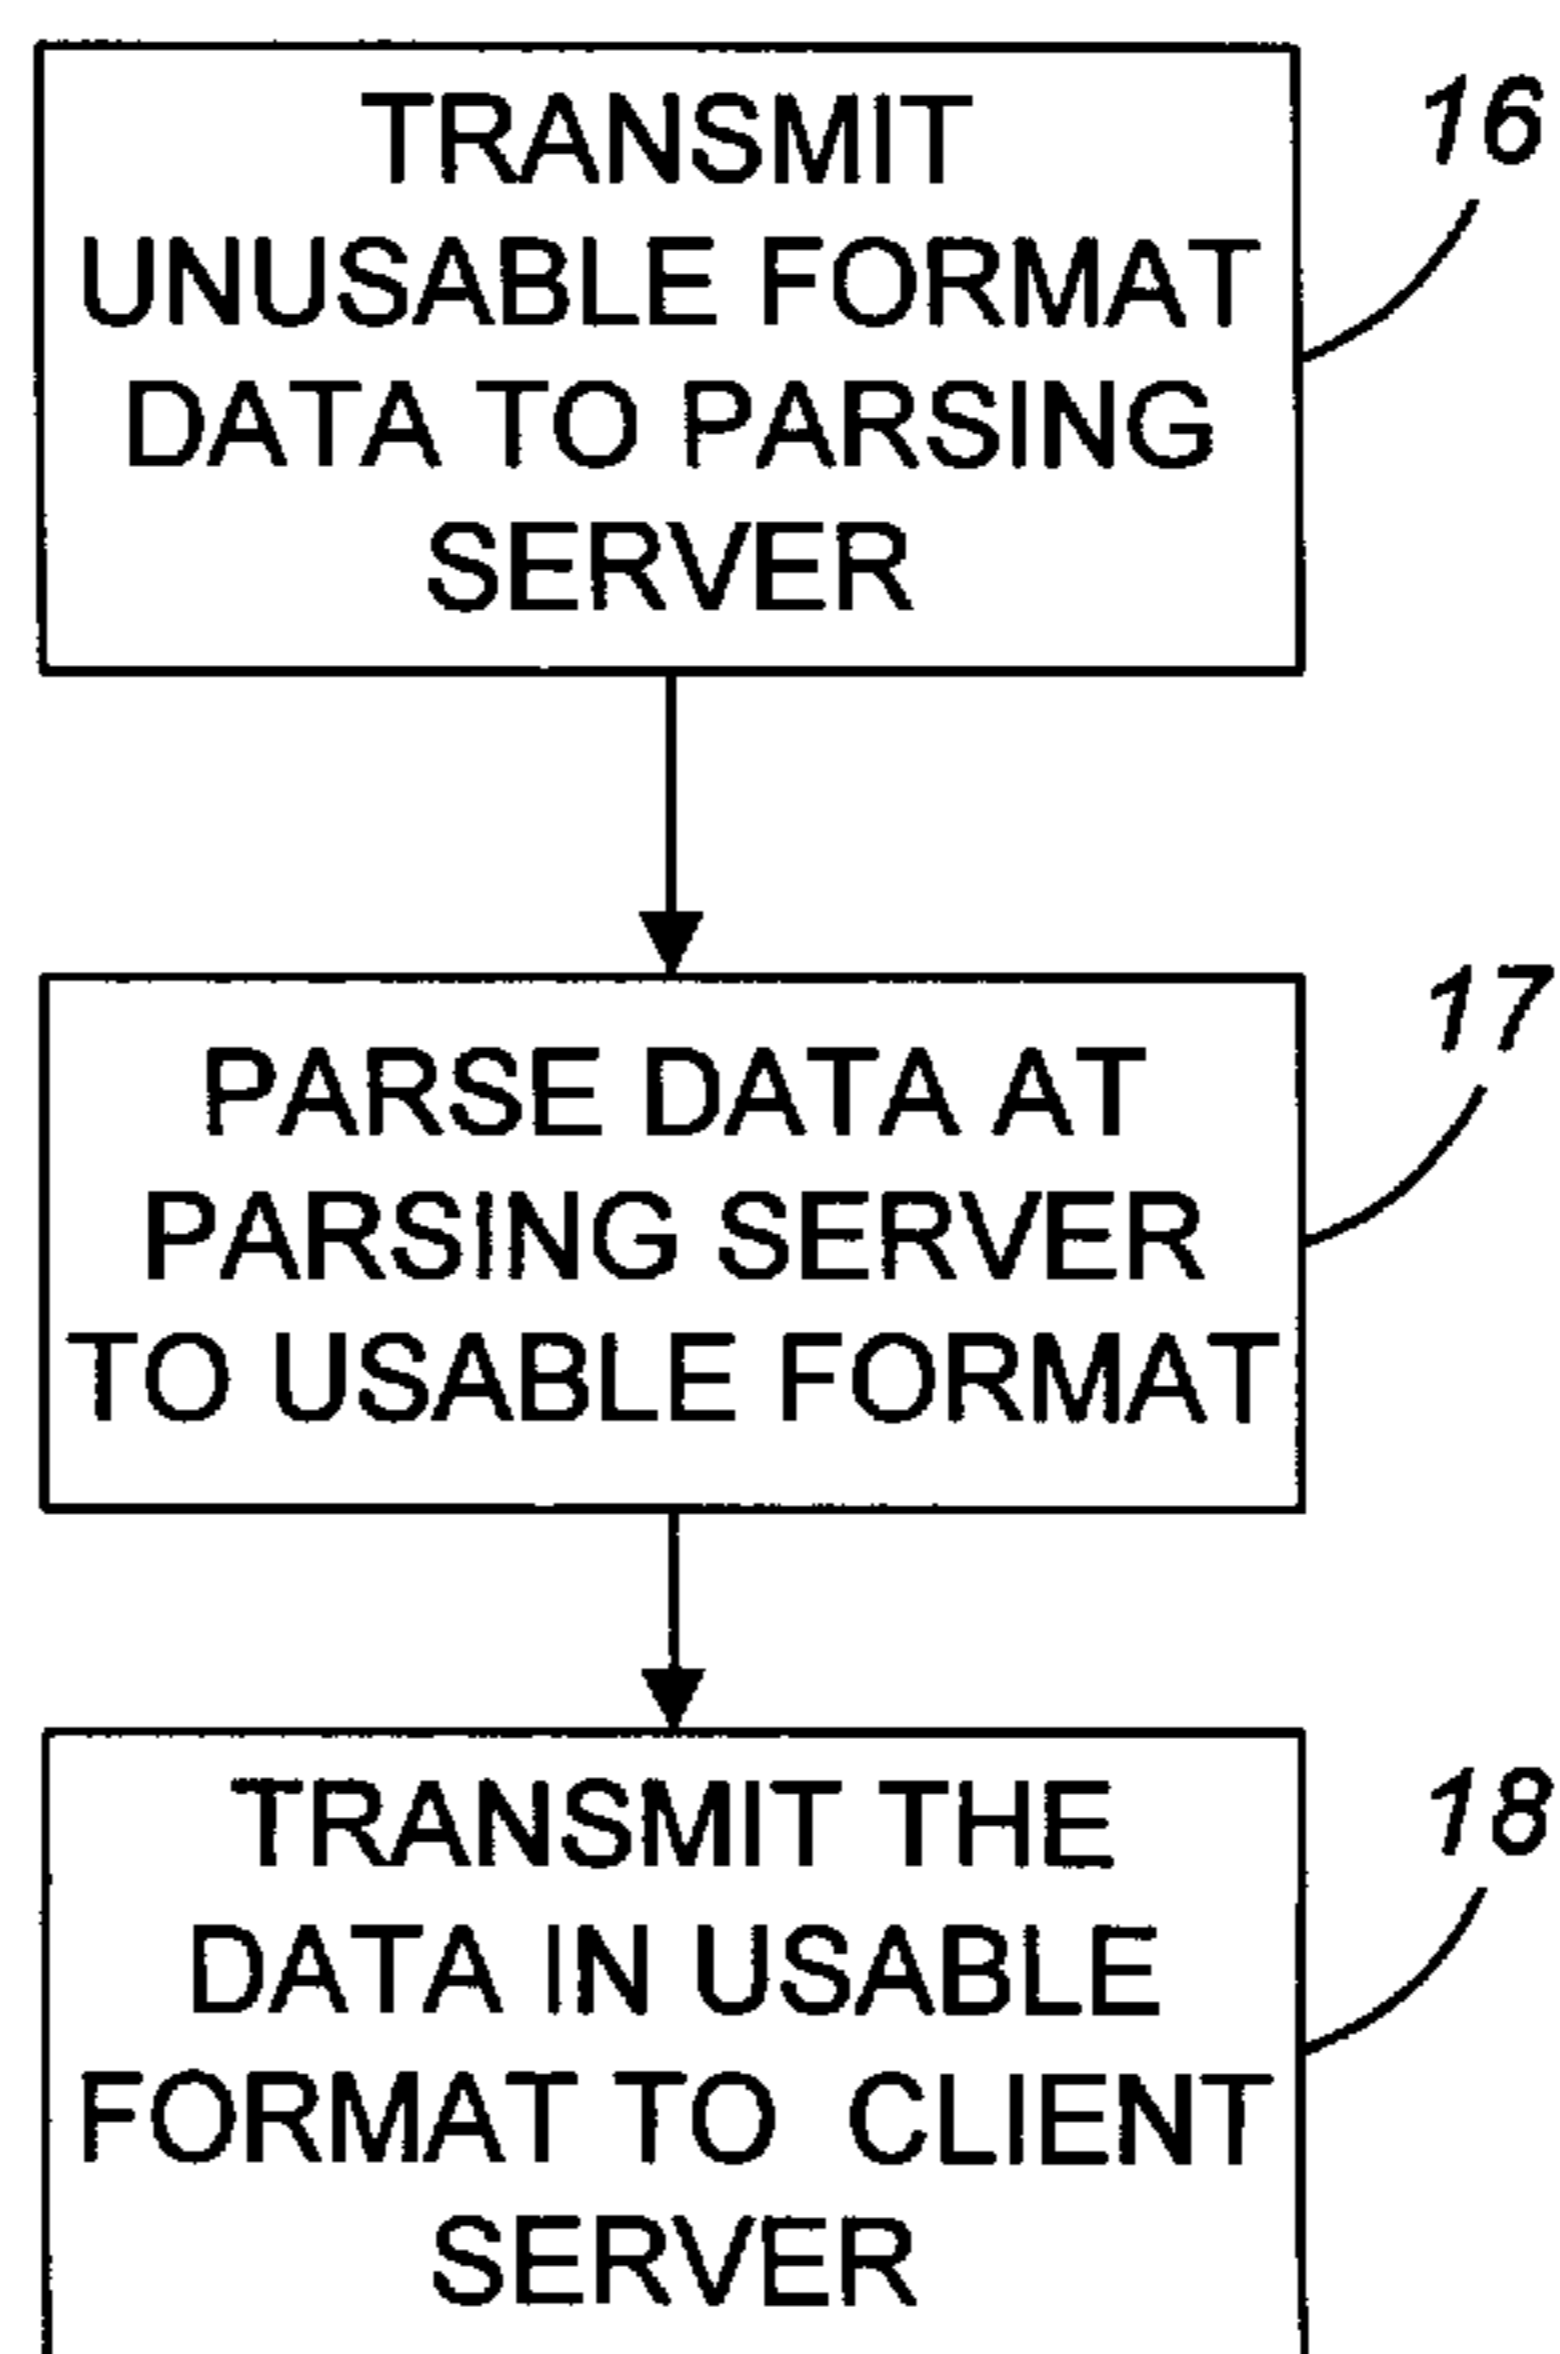 TRANSMIT
UNUSABLE FORMAT
DATA TO PARSING
SERVER
16
PARSE DATA AT
PARSING SERVER
TO USABLE FORMAT
17
TRANSMIT THE
DATA IN USABLE
FORMAT TO CLIENT
SERVER
18